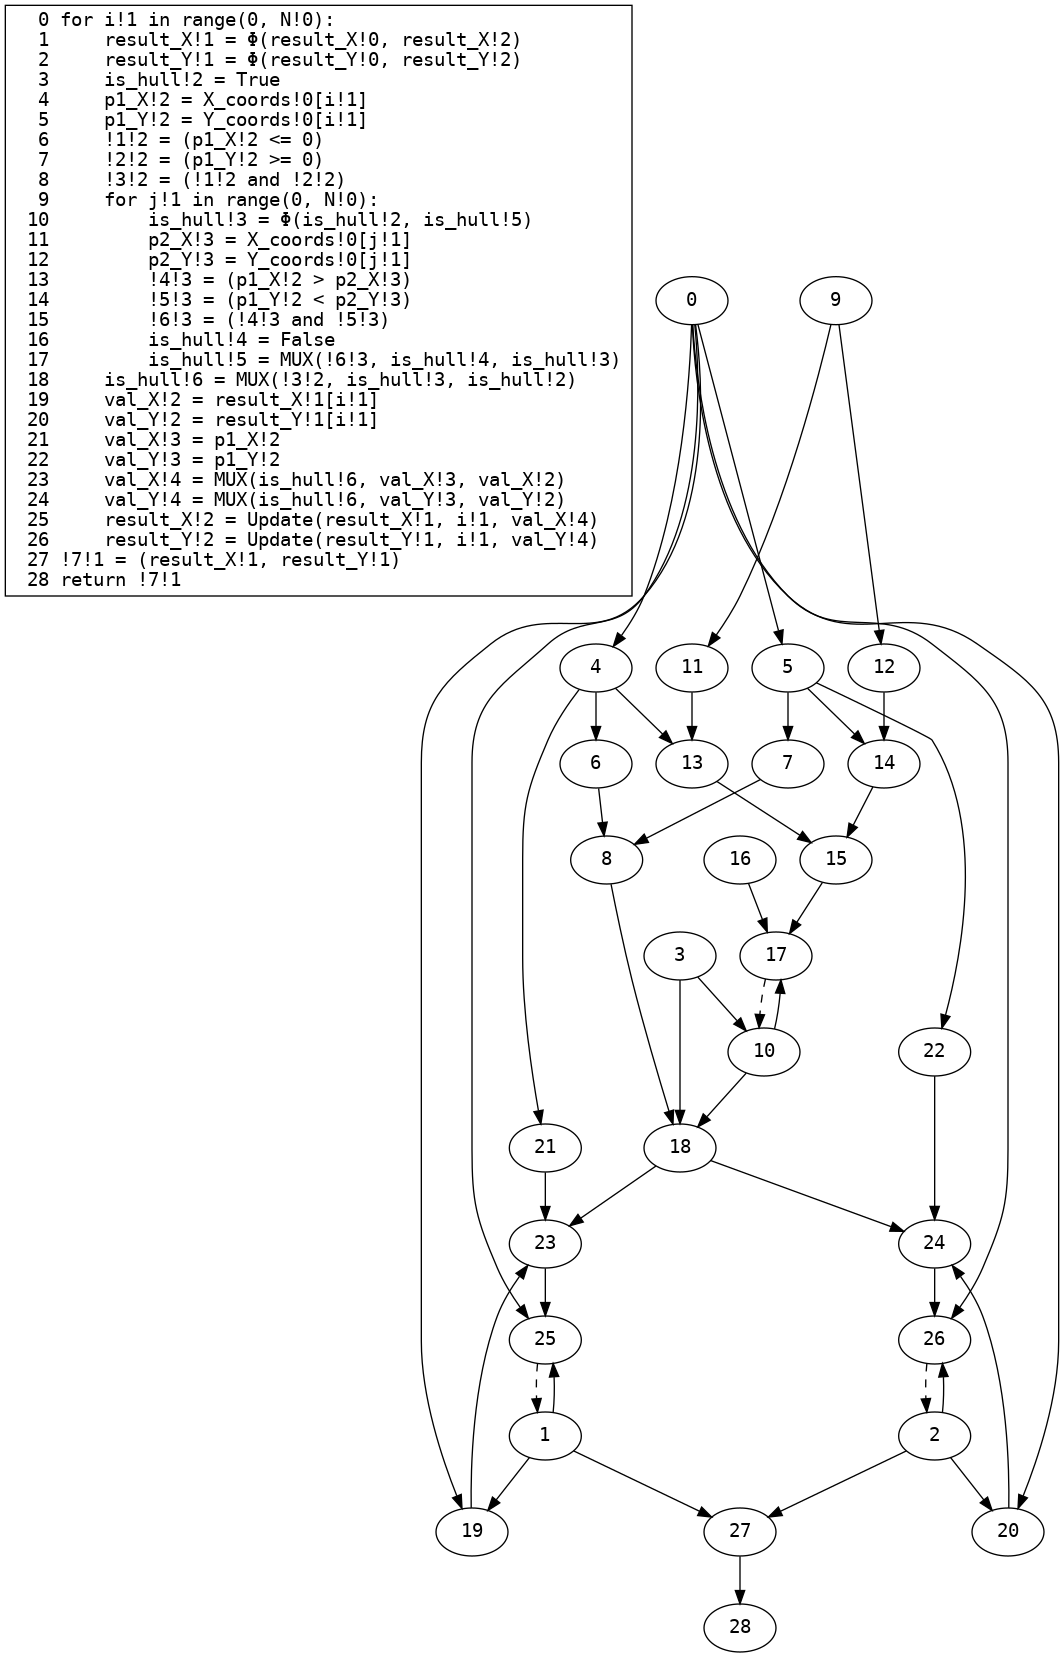 0 for i!1 in range(0, N!0):
1     result_X!1 = Φ(result_X!0, result_X!2)
2     result_Y!1 = Φ(result_Y!0, result_Y!2)
3     is_hull!2 = True
4     p1_X!2 = X_coords!0[i!1]
5     p1_Y!2 = Y_coords!0[i!1]
6     !1!2 = (p1_X!2 <= 0)
7     !2!2 = (p1_Y!2 >= 0)
8     !3!2 = (!1!2 and !2!2)
9     for j!1 in range(0, N!0):
10         is_hull!3 = Φ(is_hull!2, is_hull!5)
11         p2_X!3 = X_coords!0[j!1]
12         p2_Y!3 = Y_coords!0[j!1]
13         !4!3 = (p1_X!2 > p2_X!3)
14         !5!3 = (p1_Y!2 < p2_Y!3)
15         !6!3 = (!4!3 and !5!3)
16         is_hull!4 = False
17         is_hull!5 = MUX(!6!3, is_hull!4, is_hull!3)
18     is_hull!6 = MUX(!3!2, is_hull!3, is_hull!2)
19     val_X!2 = result_X!1[i!1]
20     val_Y!2 = result_Y!1[i!1]
21     val_X!3 = p1_X!2
22     val_Y!3 = p1_Y!2
23     val_X!4 = MUX(is_hull!6, val_X!3, val_X!2)
24     val_Y!4 = MUX(is_hull!6, val_Y!3, val_Y!2)
25     result_X!2 = Update(result_X!1, i!1, val_X!4)
26     result_Y!2 = Update(result_Y!1, i!1, val_Y!4)
27 !7!1 = (result_X!1, result_Y!1)
28 return !7!1
0 9
4 11 5 12
6 13 7 14
8 16 15
3 17
10 22
21 18
23 24
25 26
1 2
19 27 20
28